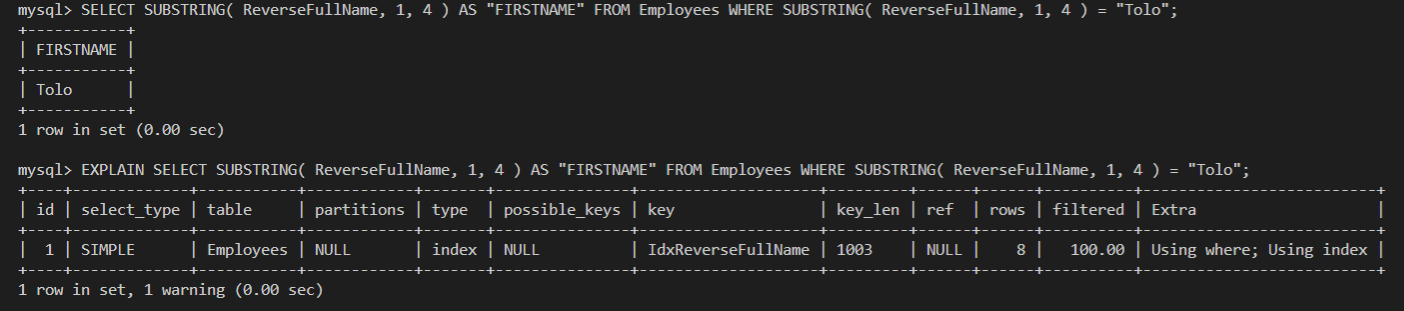 mysql> SELECT SUBSTRING( ReverseFullName, 1, 4 ) AS "FIRSTNAME" FROM Employees WHERE SUBSTRING( ReverseFullName, 1, 4 ) = "Tolo";
+-----------+
| FIRSTNAME |
+-----------+
| Tolo      |
+-----------+
1 row in set (0.00 sec)
mysql> EXPLAIN SELECT SUBSTRING( ReverseFullName, 1, 4 ) AS "FIRSTNAME" FROM Employees WHERE SUBSTRING( ReverseFullName, 1, 4 ) = "Tolo";
+----+-------------+-----------+------------+-------+---------------+--------------------+---------+------+------+----------+--------------------------+
| id | select_type | table     | partitions | type  | possible_keys | key                | key_len | ref  | rows | filtered | Extra                    |
+----+-------------+-----------+------------+-------+---------------+--------------------+---------+------+------+----------+--------------------------+
|  1 | SIMPLE      | Employees | NULL       | index | NULL          | IdxReverseFullName | 1003    | NULL |    8 |   100.00 | Using where; Using index |
+----+-------------+-----------+------------+-------+---------------+--------------------+---------+------+------+----------+--------------------------+
1 row in set, 1 warning (0.00 sec)